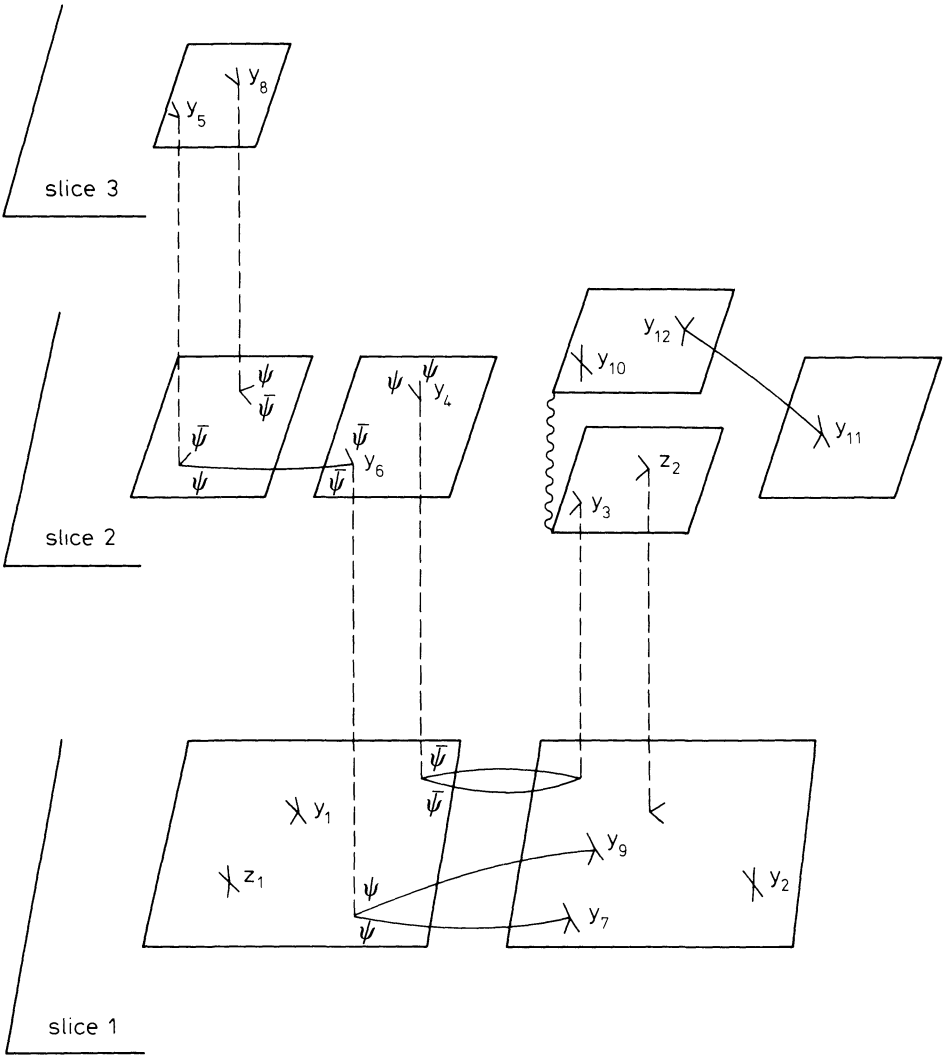 y₈
y₅
slice 3
y₁₂
y₁₀
ψ
ψ̄
ψ ψ
y₄
y₁₁
ψ̄
ψ
ψ̄
y₆
ψ̄
z₂
y₃
slice 2
ψ̄
ψ̄
y₁
y₉
z₁
ψ
y₂
ψ
y₇
slice 1